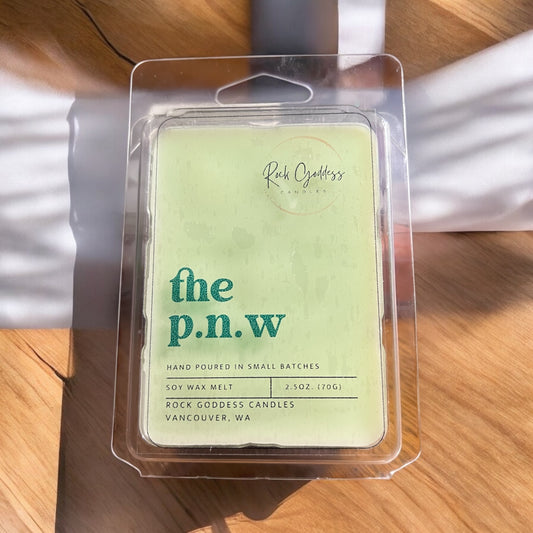 Rock Goddess
CANDLES
the
p.n.w
HAND POURED IN SMALL BATCHES
SOY WAX MELT 2.5OZ. (70G)
ROCK GODDESS CANDLES
VANCOUVER, WA